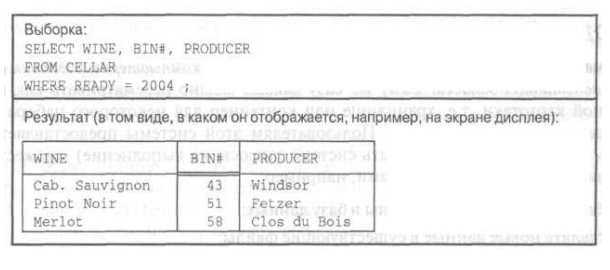 Выборка:
SELECT WINE, BIN#, PRODUCER
FROM CELLAR
WHERE READY = 2004 ;
Результат (в том виде, в каком он отображается, например, на экране дисплея):
WINE BIN# PRODUCER
Cab. Sauvignon 43 Windsor
Pinot Noir 51 Fetzer
Merlot 58 Clos du Bois